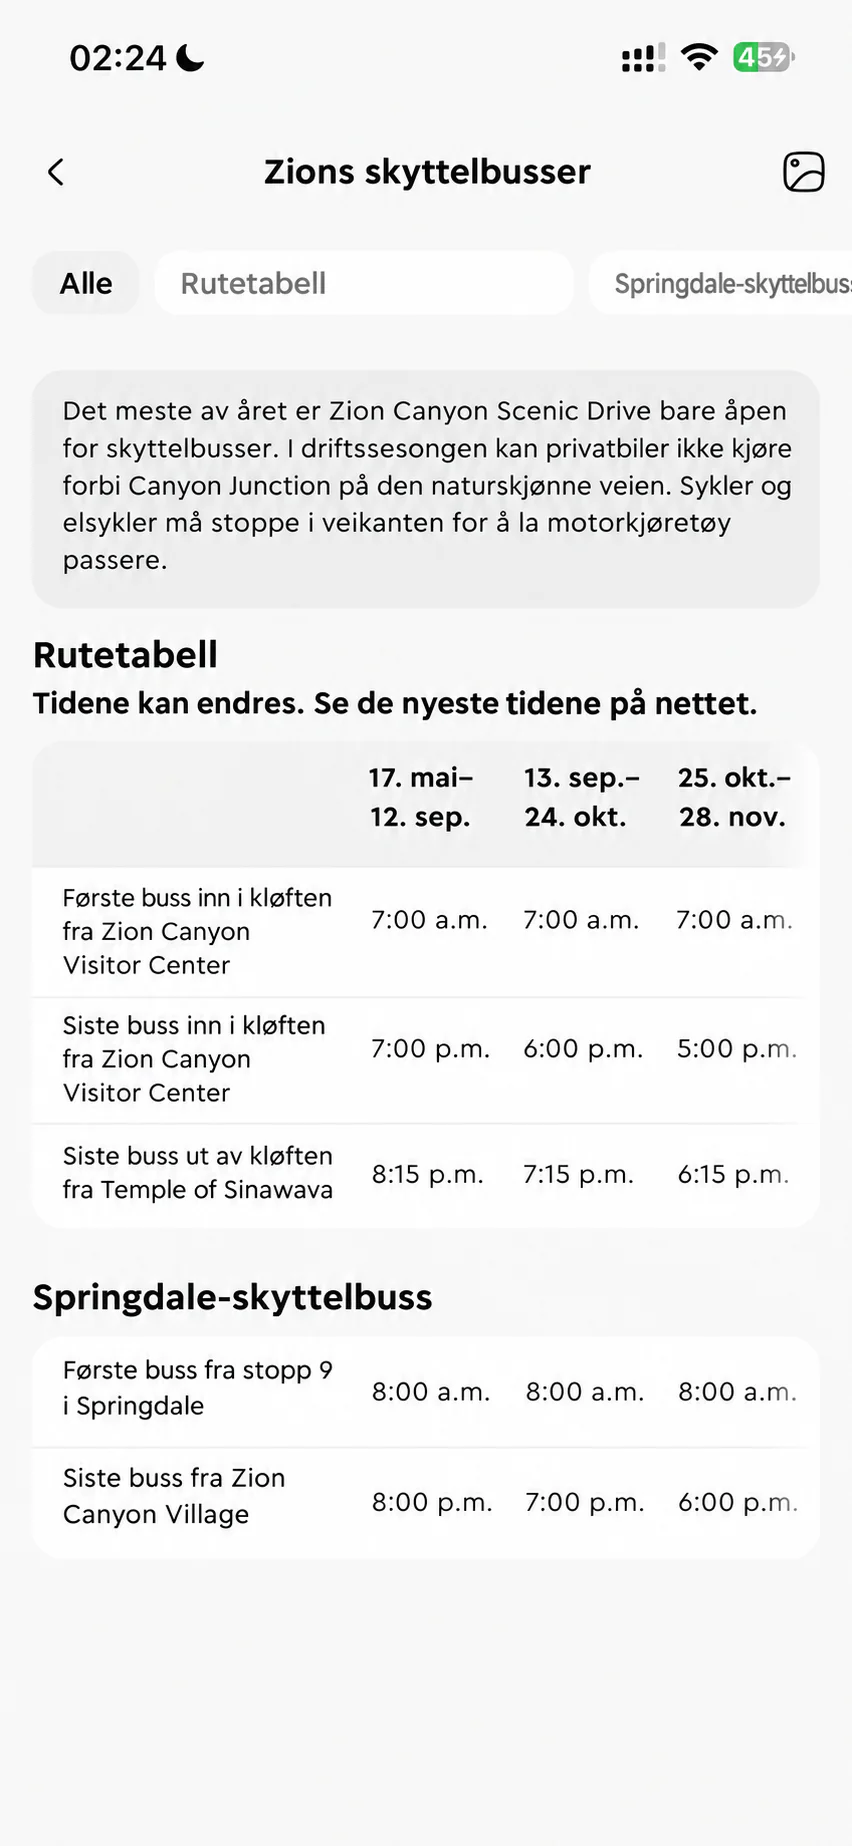 02:24
45
Zions skyttelbusser
Alle
Rutetabell
Springdale-skyttelbuss
Det meste av året er Zion Canyon Scenic Drive bare åpen
for skyttelbusser. I driftssesongen kan privatbiler ikke kjøre
forbi Canyon Junction på den naturskjønne veien. Sykler og
elsykler må stoppe i veikanten for å la motorkjøretøy
passere.
Rutetabell
Tidene kan endres. Se de nyeste tidene på nettet.
17. mai–
12. sep.
13. sep.–
24. okt.
25. okt.–
28. nov.
Første buss inn i kløften
fra Zion Canyon
Visitor Center
7:00 a.m.
7:00 a.m.
7:00 a.m.
Siste buss inn i kløften
fra Zion Canyon
Visitor Center
7:00 p.m.
6:00 p.m.
5:00 p.m.
Siste buss ut av kløften
fra Temple of Sinawava
8:15 p.m.
7:15 p.m.
6:15 p.m.
Springdale-skyttelbuss
Første buss fra stopp 9
i Springdale
8:00 a.m.
8:00 a.m.
8:00 a.m.
Siste buss fra Zion
Canyon Village
8:00 p.m.
7:00 p.m.
6:00 p.m.